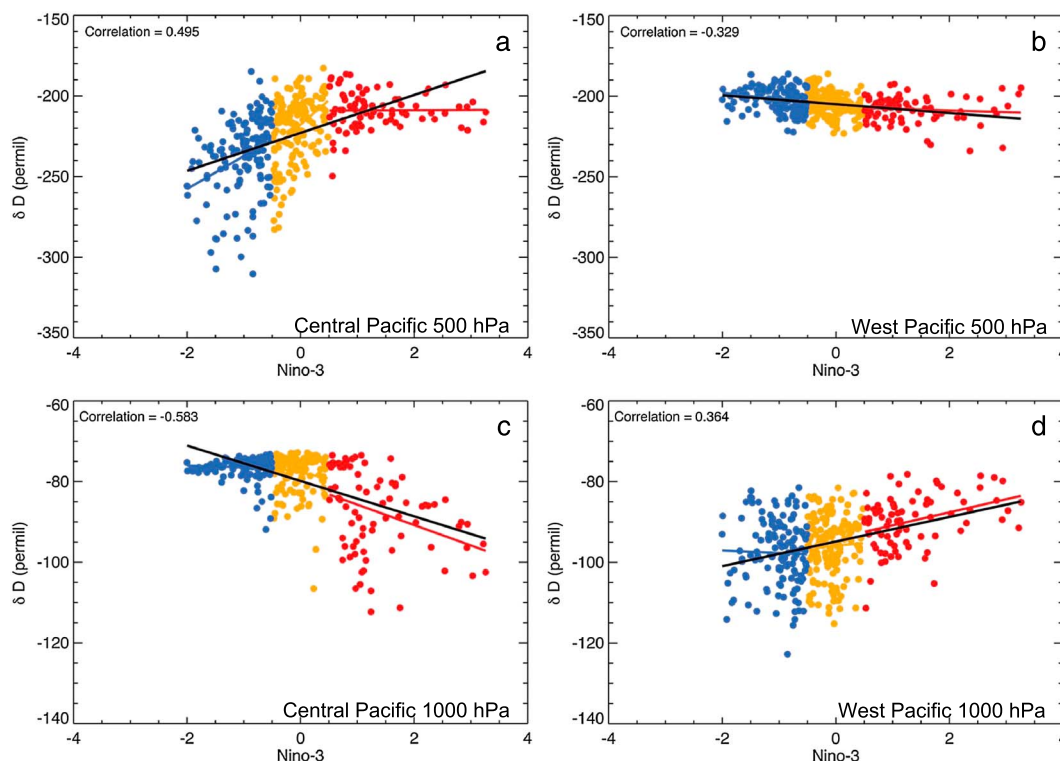 -150
Correlation = 0.495
a
-200
-250
-300
-350
δ D (permil)
Central Pacific 500 hPa
-4
-2
0
2
4
Nino-3
-150
Correlation = -0.329
b
-200
-250
-300
-350
δ D (permil)
West Pacific 500 hPa
-4
-2
0
2
4
Nino-3
-60
Correlation = -0.583
c
-80
-100
-120
-140
δ D (permil)
Central Pacific 1000 hPa
-4
-2
0
2
4
Nino-3
-60
Correlation = 0.364
d
-80
-100
-120
-140
δ D (permil)
West Pacific 1000 hPa
-4
-2
0
2
4
Nino-3